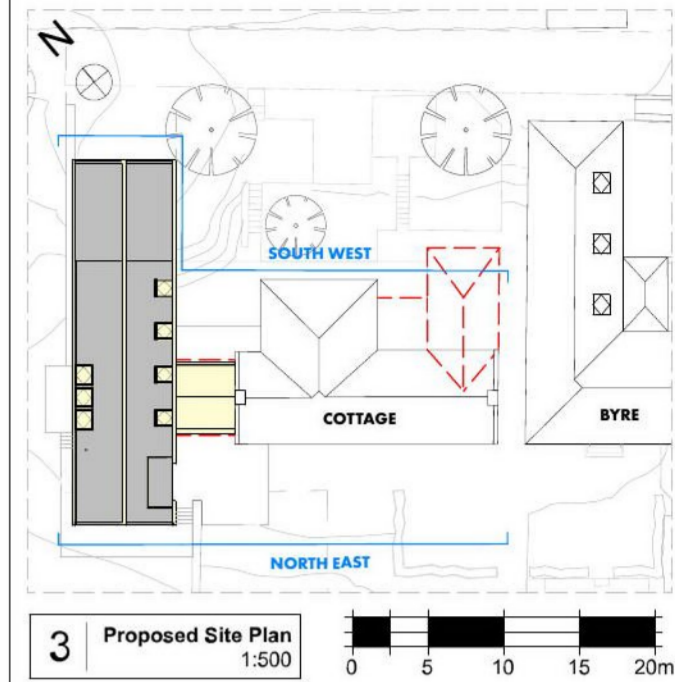 N
SOUTH WEST
COTTAGE
BYRE
NORTH EAST
3 Proposed Site Plan
1:500
0 5 10 15 20m